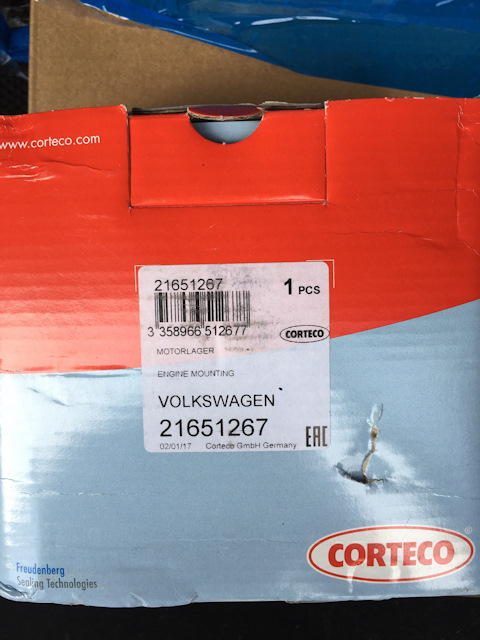 www.corteco.com
21651267
1 PCS
3 358966 512677
CORTECO
MOTORLAGER
ENGINE MOUNTING
VOLKSWAGEN
21651267
02/01/17 Corteco GmbH Germany
EAC
CORTECO®
Freudenberg
Sealing Technologies